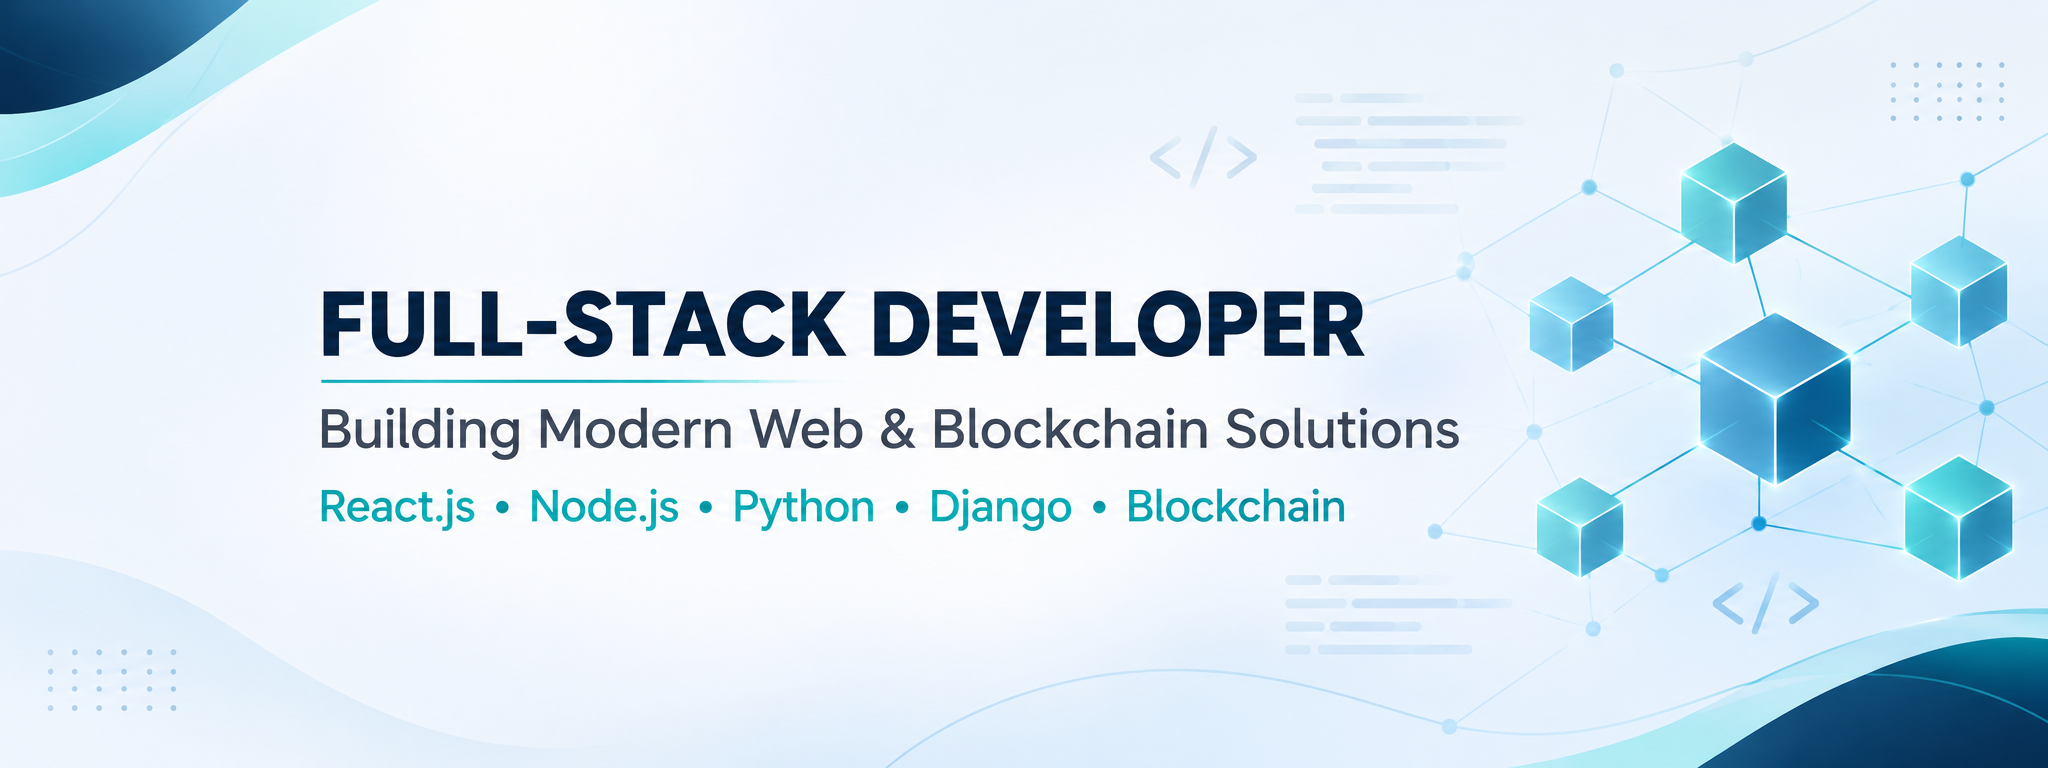 FULL-STACK DEVELOPER
Building Modern Web & Blockchain Solutions
React.js • Node.js • Python • Django • Blockchain